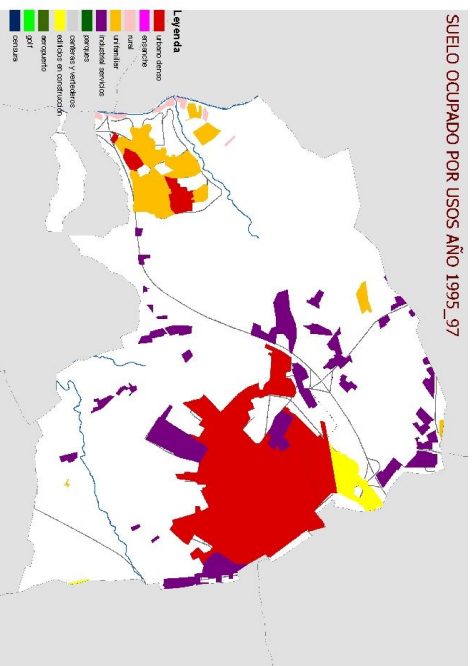 SUELO OCUPADO POR USOS AÑO 1995_97
Leyenda
urbano denso
ensanche
rural
unifamiliar
industrial servicios
parques
canteras y vertederos
edificios en construcción
aeropuerto
golf
censura